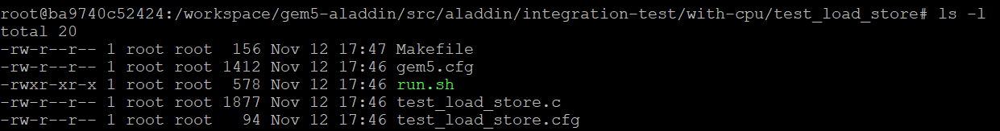 root@ba9740c52424:/workspace/gem5-aladdin/src/aladdin/integration-test/with-cpu/test_load_store# ls -l
total 20
-rw-r--r-- 1 root root  156 Nov 12 17:47 Makefile
-rw-r--r-- 1 root root 1412 Nov 12 17:46 gem5.cfg
-rwxr-xr-x 1 root root  578 Nov 12 17:46 run.sh
-rw-r--r-- 1 root root 1877 Nov 12 17:46 test_load_store.c
-rw-r--r-- 1 root root   94 Nov 12 17:46 test_load_store.cfg